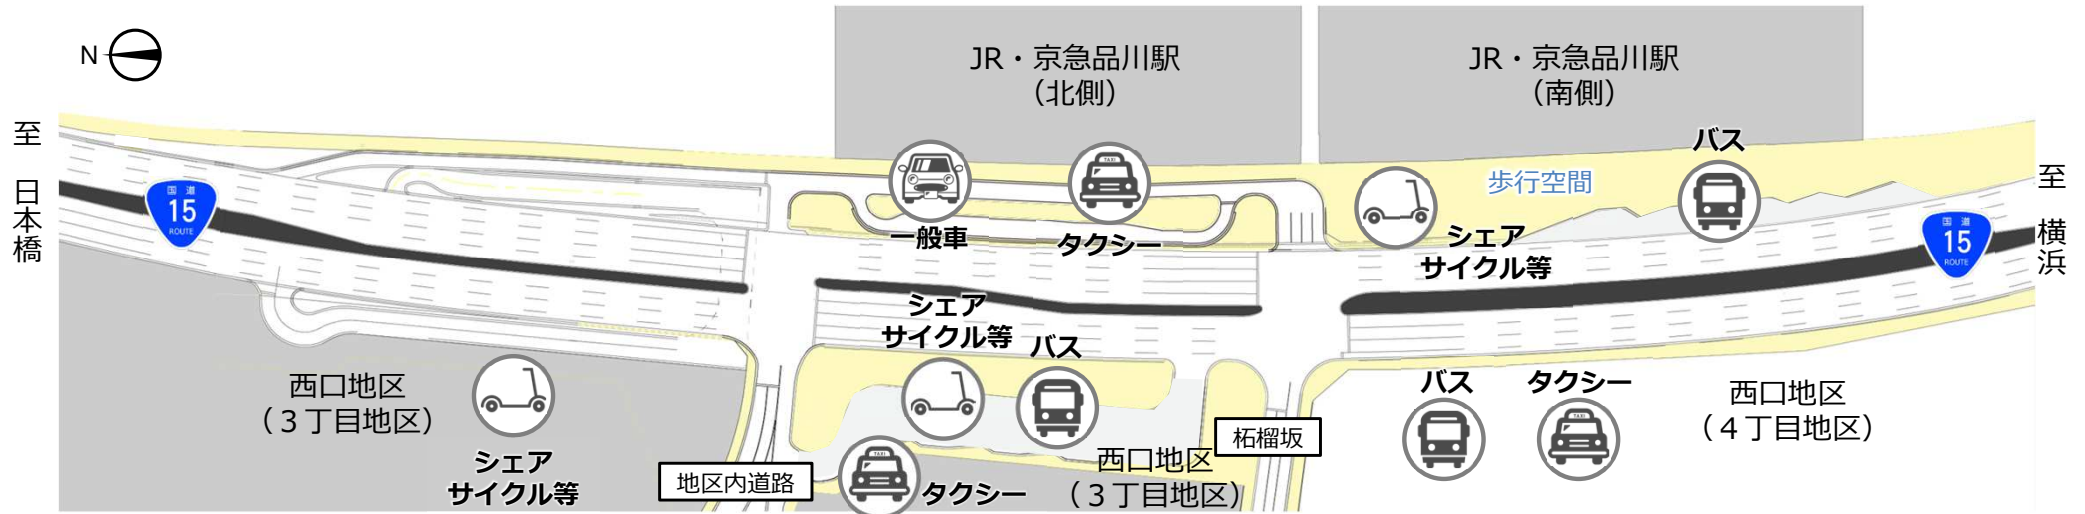 N
JR・京急品川駅
（北側）
JR・京急品川駅
（南側）
至 日本橋
至 横浜
国道
15
ROUTE
国道
15
ROUTE
TAXI
一般車
タクシー
シェア
サイクル等
歩行空間
バス
シェア
サイクル等
バス
西口地区
（３丁目地区）
シェア
サイクル等
地区内道路
TAXI
タクシー
西口地区
（３丁目地区）
柘榴坂
バス
タクシー
TAXI
西口地区
（４丁目地区）